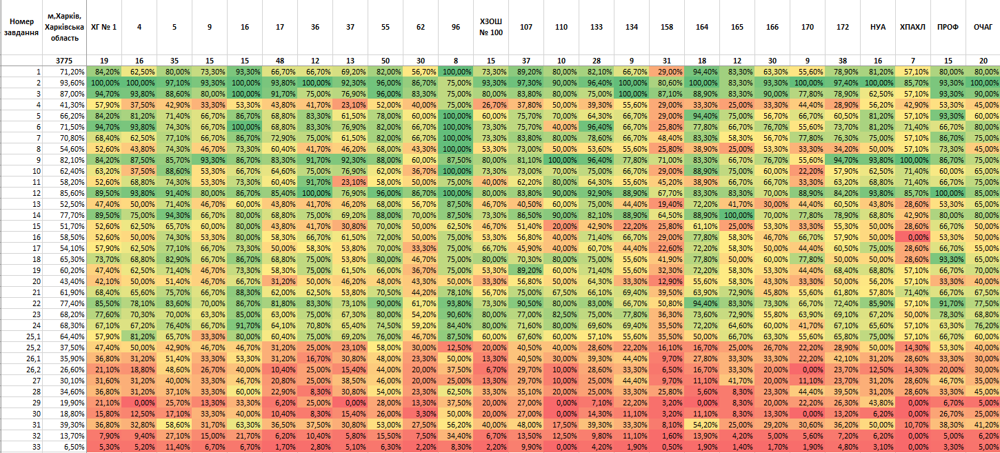 Номер завдання м,Харків, Харківська область ХГ № 1 4 5 9 16 17 36 37 55 62 96 ХЗОШ № 100 107 110 133 134 158 164 165 166 170 172 НУА ХПАХЛ ПРОФ ОЧАГ
3775 19 16 35 15 15 48 12 13 50 30 8 15 37 10 28 9 31 18 12 30 9 38 16 7 15 20
1 71,20% 84,20% 62,50% 80,00% 73,30% 93,30% 66,70% 66,70% 69,20% 82,00% 56,70% 100,00% 73,30% 89,20% 80,00% 82,10% 66,70% 29,00% 94,40% 83,30% 63,30% 55,60% 78,90% 81,20% 57,10% 80,00% 80,00%
2 93,60% 100,00% 100,00% 97,10% 93,30% 100,00% 93,80% 100,00% 92,30% 96,00% 86,70% 75,00% 93,30% 97,30% 90,00% 96,40% 100,00% 80,60% 100,00% 83,30% 93,30% 100,00% 97,40% 100,00% 85,70% 93,30% 100,00%
3 87,00% 94,70% 93,80% 88,60% 80,00% 100,00% 91,70% 75,00% 76,90% 96,00% 83,30% 75,00% 80,00% 83,80% 80,00% 75,00% 100,00% 87,10% 88,90% 83,30% 90,00% 77,80% 78,90% 62,50% 57,10% 93,30% 90,00%
4 41,30% 57,90% 37,50% 42,90% 33,30% 53,30% 43,80% 41,70% 23,10% 52,00% 40,00% 75,00% 26,70% 37,80% 50,00% 39,30% 55,60% 29,00% 33,30% 25,00% 33,30% 44,40% 28,90% 56,20% 42,90% 53,30% 45,00%
5 66,20% 84,20% 81,20% 71,40% 66,70% 86,70% 68,80% 83,30% 61,50% 78,00% 60,00% 100,00% 60,00% 75,70% 70,00% 64,30% 66,70% 29,00% 94,40% 75,00% 56,70% 66,70% 60,50% 81,20% 57,10% 93,30% 60,00%
6 71,50% 94,70% 93,80% 74,30% 66,70% 100,00% 68,80% 83,30% 76,90% 82,00% 66,70% 100,00% 73,30% 75,70% 40,00% 96,40% 66,70% 25,80% 77,80% 66,70% 76,70% 55,60% 73,70% 81,20% 71,40% 66,70% 80,00%
7 70,80% 68,40% 62,50% 77,10% 66,70% 86,70% 72,90% 75,00% 61,50% 82,00% 66,70% 100,00% 73,30% 83,80% 80,00% 78,60% 66,70% 48,40% 83,30% 58,30% 56,70% 77,80% 76,30% 75,00% 57,10% 86,70% 75,00%
8 54,60% 52,60% 43,80% 74,30% 46,70% 73,30% 60,40% 41,70% 46,20% 68,00% 43,30% 100,00% 53,30% 73,00% 50,00% 53,60% 55,60% 25,80% 38,90% 25,00% 53,30% 33,30% 34,20% 50,00% 57,10% 73,30% 45,00%
9 82,10% 84,20% 87,50% 85,70% 93,30% 86,70% 83,30% 91,70% 92,30% 88,00% 60,00% 87,50% 80,00% 81,10% 100,00% 96,40% 77,80% 71,00% 83,30% 66,70% 76,70% 55,60% 94,70% 93,80% 100,00% 86,70% 75,00%
10 62,40% 63,20% 37,50% 88,60% 53,30% 66,70% 64,60% 75,00% 76,90% 62,00% 36,70% 100,00% 73,30% 73,00% 70,00% 75,00% 66,70% 29,00% 88,90% 75,00% 60,00% 22,20% 57,90% 62,50% 71,40% 60,00% 65,00%
11 58,20% 52,60% 68,80% 74,30% 53,30% 73,30% 60,40% 91,70% 23,10% 58,00% 50,00% 75,00% 40,00% 62,20% 80,00% 64,30% 55,60% 45,20% 38,90% 66,70% 66,70% 33,30% 63,20% 68,80% 71,40% 66,70% 75,00%
12 85,60% 89,50% 93,80% 91,40% 80,00% 86,70% 85,40% 100,00% 76,90% 96,00% 86,70% 100,00% 80,00% 83,80% 90,00% 92,90% 88,90% 67,70% 83,30% 83,30% 70,00% 88,90% 84,20% 93,80% 85,70% 100,00% 85,00%
13 52,50% 47,40% 50,00% 71,40% 46,70% 60,00% 43,80% 41,70% 46,20% 68,00% 56,70% 87,50% 46,70% 40,50% 60,00% 75,00% 44,40% 19,40% 72,20% 41,70% 30,00% 44,40% 60,50% 43,80% 28,60% 53,30% 65,00%
14 77,70% 89,50% 75,00% 94,30% 66,70% 80,00% 68,80% 75,00% 69,20% 88,00% 70,00% 87,50% 73,30% 86,50% 90,00% 82,10% 88,90% 64,50% 88,90% 100,00% 70,00% 77,80% 78,90% 68,80% 42,90% 80,00% 80,00%
15 51,70% 52,60% 62,50% 65,70% 60,00% 80,00% 43,80% 41,70% 30,80% 70,00% 50,00% 62,50% 46,70% 51,40% 20,00% 42,90% 22,20% 25,80% 61,10% 25,00% 53,30% 33,30% 55,30% 50,00% 28,60% 66,70% 50,00%
16 58,50% 52,60% 50,00% 74,30% 53,30% 80,00% 58,30% 66,70% 61,50% 72,00% 50,00% 75,00% 53,30% 56,80% 40,00% 71,40% 66,70% 29,00% 77,80% 58,30% 46,70% 66,70% 57,90% 50,00% 0,00% 53,30% 50,00%
17 54,10% 57,90% 62,50% 77,10% 66,70% 73,30% 50,00% 58,30% 53,80% 70,00% 33,30% 75,00% 66,70% 45,90% 40,00% 60,70% 44,40% 22,60% 72,20% 58,30% 50,00% 44,40% 60,50% 75,00% 28,60% 66,70% 55,00%
18 65,30% 73,70% 68,80% 82,90% 66,70% 86,70% 68,80% 75,00% 53,80% 80,00% 46,70% 75,00% 80,00% 70,30% 80,00% 75,00% 55,60% 41,90% 77,80% 50,00% 60,00% 77,80% 50,00% 50,00% 28,60% 93,30% 65,00%
19 60,20% 47,40% 62,50% 71,40% 46,70% 73,30% 58,30% 75,00% 61,50% 66,00% 36,70% 75,00% 53,30% 89,20% 60,00% 71,40% 55,60% 32,30% 72,20% 58,30% 53,30% 44,40% 68,40% 68,80% 57,10% 66,70% 70,00%
20 43,40% 42,10% 50,00% 51,40% 46,70% 66,70% 31,20% 50,00% 46,20% 48,00% 43,30% 50,00% 33,30% 56,80% 50,00% 64,30% 33,30% 12,90% 55,60% 58,30% 43,30% 33,30% 50,00% 56,20% 57,10% 33,30% 40,00%
21 61,90% 68,40% 65,60% 75,70% 66,70% 88,30% 62,00% 62,50% 53,80% 70,50% 44,20% 78,10% 56,70% 75,00% 67,50% 66,10% 69,40% 39,50% 63,90% 72,90% 45,80% 55,60% 61,80% 57,80% 71,40% 66,70% 67,50%
22 77,40% 85,50% 78,10% 83,60% 70,00% 86,70% 81,80% 83,30% 73,10% 90,00% 61,70% 93,80% 73,30% 90,50% 80,00% 83,00% 66,70% 50,80% 94,40% 83,30% 73,30% 66,70% 72,40% 85,90% 57,10% 91,70% 77,50%
23 68,20% 77,60% 70,30% 70,00% 63,30% 85,00% 63,00% 75,00% 67,30% 80,00% 54,20% 90,60% 80,00% 77,00% 82,50% 75,00% 77,80% 36,30% 73,60% 72,90% 55,80% 63,90% 69,10% 67,20% 50,00% 78,30% 68,80%
24 68,30% 67,10% 67,20% 76,40% 66,70% 91,70% 64,10% 70,80% 65,40% 74,50% 59,20% 84,40% 80,00% 71,60% 80,00% 69,60% 69,40% 35,50% 72,20% 64,60% 60,00% 41,70% 67,10% 65,60% 57,10% 63,30% 76,20%
25,1 64,40% 57,90% 81,20% 65,70% 33,30% 80,00% 60,40% 75,00% 69,20% 76,00% 46,70% 87,50% 60,00% 67,60% 60,00% 57,10% 55,60% 35,50% 50,00% 66,70% 63,30% 55,60% 65,80% 75,00% 57,10% 66,70% 60,00%
25,2 37,50% 47,40% 50,00% 42,90% 46,70% 46,70% 31,20% 25,00% 23,10% 58,00% 30,00% 12,50% 20,00% 40,50% 40,00% 28,60% 22,20% 16,10% 16,70% 25,00% 26,70% 22,20% 28,90% 50,00% 14,30% 53,30% 40,00%
26,1 35,90% 36,80% 31,20% 51,40% 33,30% 53,30% 31,20% 16,70% 30,80% 48,00% 23,30% 50,00% 13,30% 40,50% 30,00% 39,30% 44,40% 9,70% 27,80% 33,30% 33,30% 22,20% 42,10% 31,20% 28,60% 33,30% 30,00%
26,2 26,60% 21,10% 18,80% 48,60% 26,70% 40,00% 10,40% 25,00% 15,40% 44,00% 20,00% 37,50% 6,70% 29,70% 10,00% 28,60% 33,30% 6,50% 16,70% 33,30% 20,00% 0,00% 23,70% 12,50% 14,30% 20,00% 30,00%
27 30,10% 31,60% 31,20% 40,00% 33,30% 46,70% 20,80% 25,00% 38,50% 46,00% 20,00% 25,00% 13,30% 29,70% 10,00% 25,00% 44,40% 9,70% 11,10% 41,70% 20,00% 11,10% 23,70% 31,20% 28,60% 46,70% 35,00%
28 34,60% 36,80% 31,20% 37,10% 33,30% 60,00% 22,90% 8,30% 30,80% 54,00% 23,30% 62,50% 33,30% 35,10% 20,00% 25,00% 33,30% 16,10% 5,60% 8,30% 23,30% 44,40% 39,50% 31,20% 28,60% 33,30% 45,00%
29 19,90% 21,10% 0,00% 25,70% 13,30% 33,30% 6,20% 25,00% 0,00% 28,00% 13,30% 37,50% 20,00% 27,00% 0,00% 7,10% 22,20% 3,20% 0,00% 8,30% 20,00% 22,20% 26,30% 43,80% 0,00% 6,70% 5,00%
30 18,80% 15,80% 12,50% 17,10% 33,30% 40,00% 10,40% 8,30% 15,40% 26,00% 3,30% 50,00% 20,00% 27,00% 0,00% 14,30% 11,10% 3,20% 11,10% 8,30% 13,30% 0,00% 13,20% 6,20% 0,00% 26,70% 25,00%
31 39,30% 36,80% 32,80% 58,60% 31,70% 63,30% 36,50% 37,50% 30,80% 53,00% 27,50% 56,20% 40,00% 48,00% 17,50% 39,30% 33,30% 8,10% 54,20% 25,00% 29,20% 30,60% 36,20% 50,00% 10,70% 38,30% 41,20%
32 13,70% 7,90% 9,40% 27,10% 15,00% 21,70% 6,20% 10,40% 5,80% 15,50% 7,50% 34,40% 6,70% 13,50% 12,50% 9,80% 11,10% 1,60% 13,90% 4,20% 5,00% 5,60% 7,20% 6,20% 0,00% 5,00% 6,20%
33 6,50% 5,30% 5,20% 11,40% 6,70% 6,70% 1,70% 2,80% 5,10% 6,30% 2,20% 8,30% 2,20% 9,90% 0,00% 4,20% 1,90% 0,50% 1,90% 1,40% 1,70% 1,90% 4,80% 3,10% 0,00% 3,30% 5,00%